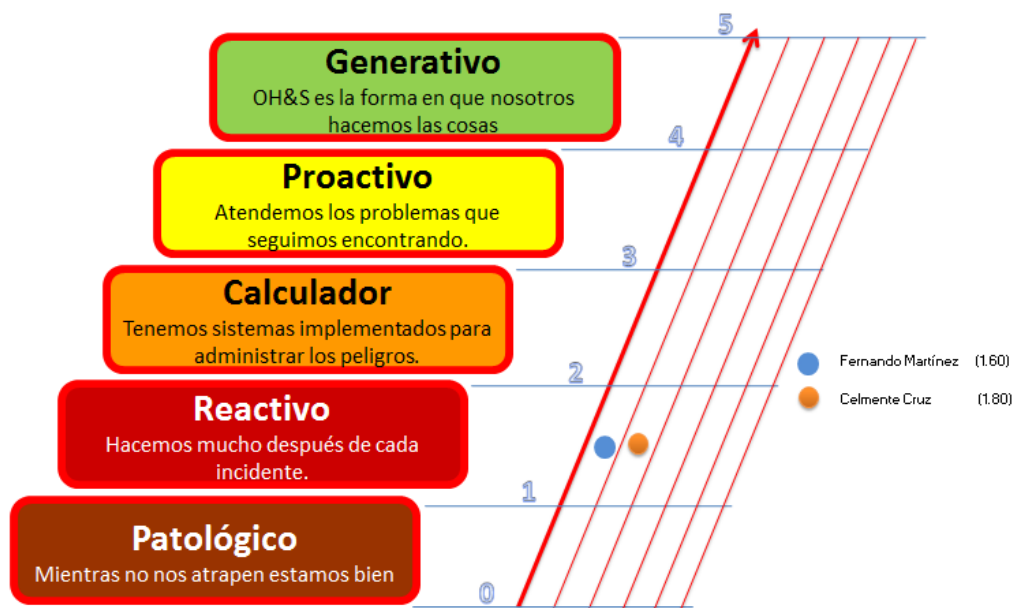 5
Generativo
OH&S es la forma en que nosotros
hacemos las cosas
4
Proactivo
Atendemos los problemas que
seguimos encontrando.
3
Calculador
Tenemos sistemas implementados para
administrar los peligros.
Fernando Martínez (1.60)
2
Celmente Cruz (1.80)
Reactivo
Hacemos mucho después de cada
incidente.
1
Patológico
Mientras no nos atrapen estamos bien
0